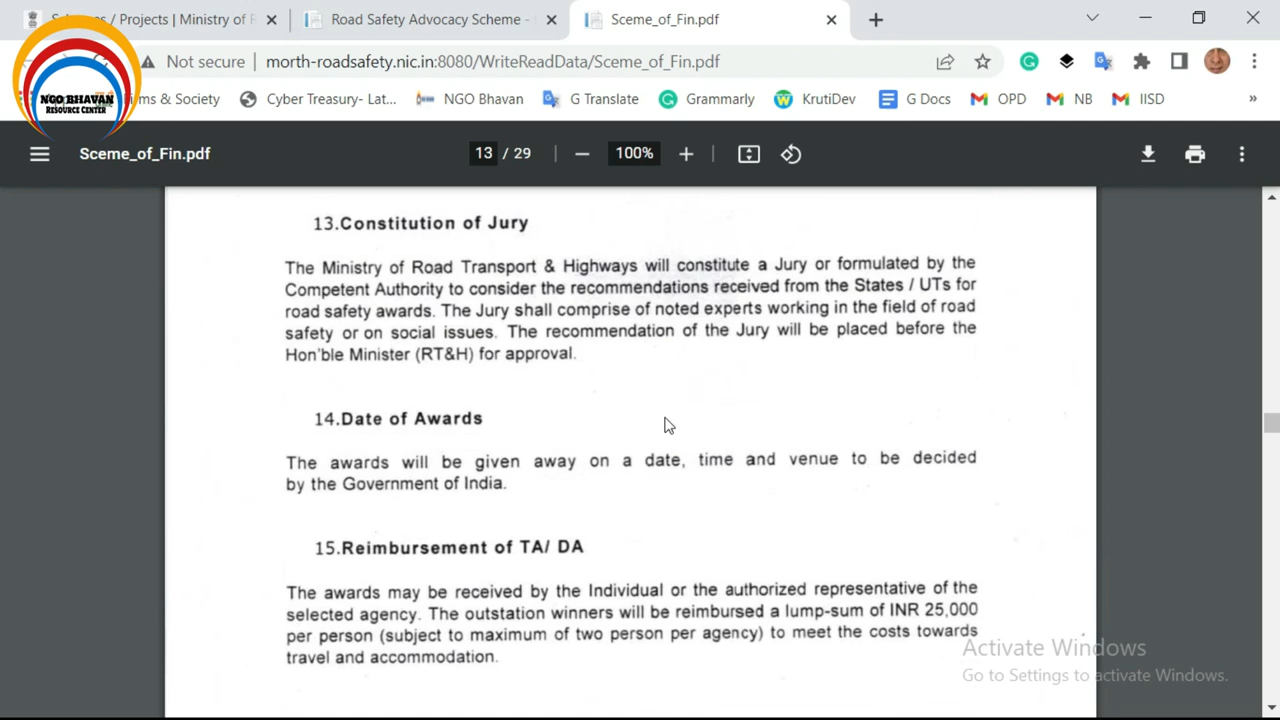 Schemes / Projects | Ministry of R
Road Safety Advocacy Scheme -
Sceme_of_Fin.pdf
Not secure
morth-roadsafety.nic.in:8080/WriteReadData/Sceme_of_Fin.pdf
NGO BHAVAN
RESOURCE CENTER
ms & Society
Cyber Treasury- Lat...
NGO Bhavan
G Translate
Grammarly
KrutiDev
G Docs
OPD
NB
IISD
»
Sceme_of_Fin.pdf
13 / 29
100%
13.Constitution of Jury
The Ministry of Road Transport & Highways will constitute a Jury or formulated by the
Competent Authority to consider the recommendations received from the States / UTs for
road safety awards. The Jury shall comprise of noted experts working in the field of road
safety or on social issues. The recommendation of the Jury will be placed before the
Hon'ble Minister (RT&H) for approval.
14.Date of Awards
The awards will be given away on a date, time and venue to be decided
by the Government of India.
15.Reimbursement of TA/ DA
The awards may be received by the Individual or the authorized representative of the
selected agency. The outstation winners will be reimbursed a lump-sum of INR 25,000
per person (subject to maximum of two person per agency) to meet the costs towards
travel and accommodation.
Activate Windows
Go to Settings to activate Windows.